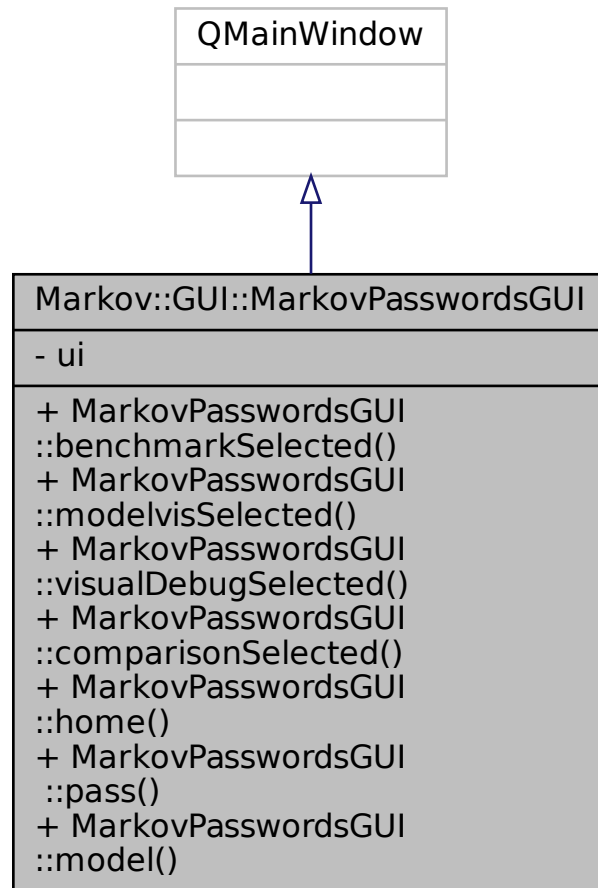 QMainWindow
Markov::GUI::MarkovPasswordsGUI
- ui
+ MarkovPasswordsGUI
::benchmarkSelected()
+ MarkovPasswordsGUI
::modelvisSelected()
+ MarkovPasswordsGUI
::visualDebugSelected()
+ MarkovPasswordsGUI
::comparisonSelected()
+ MarkovPasswordsGUI
::home()
+ MarkovPasswordsGUI
::pass()
+ MarkovPasswordsGUI
::model()